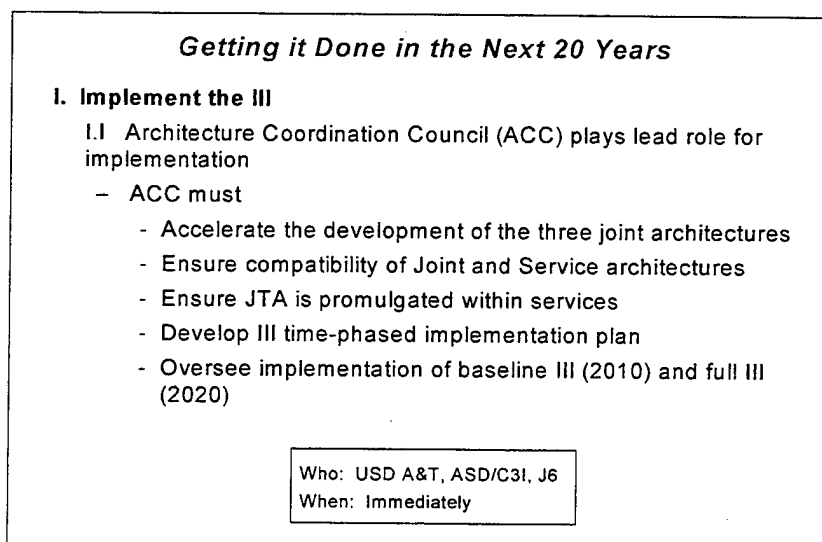 Getting it Done in the Next 20 Years
I. Implement the III
I.I Architecture Coordination Council (ACC) plays lead role for
implementation
– ACC must
- Accelerate the development of the three joint architectures
- Ensure compatibility of Joint and Service architectures
- Ensure JTA is promulgated within services
- Develop III time-phased implementation plan
- Oversee implementation of baseline III (2010) and full III
(2020)
Who: USD A&T, ASD/C3I, J6
When: Immediately